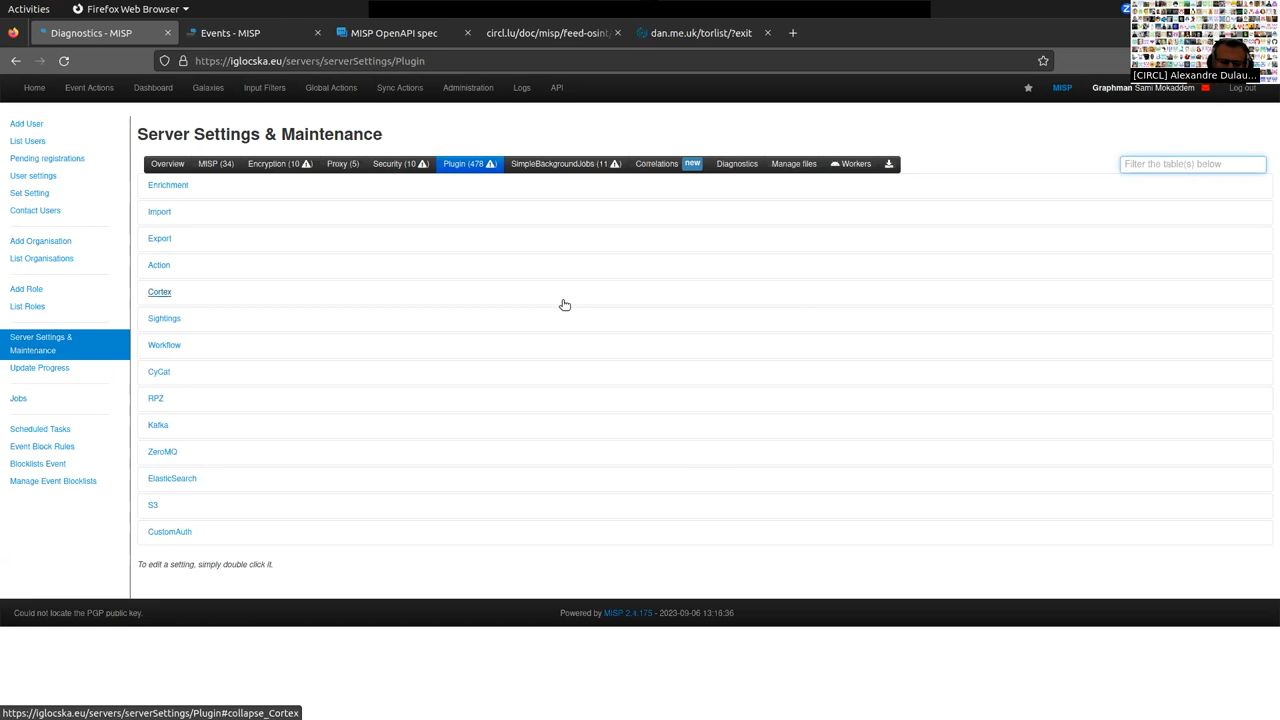 Activities
Firefox Web Browser
Diagnostics - MISP
Events - MISP
MISP OpenAPI spec
dan.me.uk/torlist/?exit
https://iglocska.eu/servers/serverSettings/Plugin
[CIRCL] Alexandre Dulau...
Home
Event Actions
Dashboard
Galaxies
Input Filters
Global Actions
Sync Actions
Administration
Logs
API
MISP
Graphman Sami Mokaddem
Log out
Add User
List Users
Pending registrations
User settings
Set Setting
Contact Users
Add Organisation
List Organisations
Add Role
List Roles
Server Settings &
Maintenance
Update Progress
Jobs
Scheduled Tasks
Event Block Rules
Blocklists Event
Manage Event Blocklists
Server Settings & Maintenance
Overview
MISP (34)
Encryption (10 )
Proxy (5)
Security (10 )
Plugin (478 )
SimpleBackgroundJobs (11 )
Correlations new
Diagnostics
Manage files
Workers
Filter the table(s) below
Enrichment
Import
Export
Action
Cortex
Sightings
Workflow
CyCat
RPZ
Kafka
ZeroMQ
ElasticSearch
S3
CustomAuth
To edit a setting, simply double click it.
Could not locate the PGP public key.
Powered by MISP 2.4.175 - 2023-09-06 13:16:36
https://iglocska.eu/servers/serverSettings/Plugin#collapse_Cortex